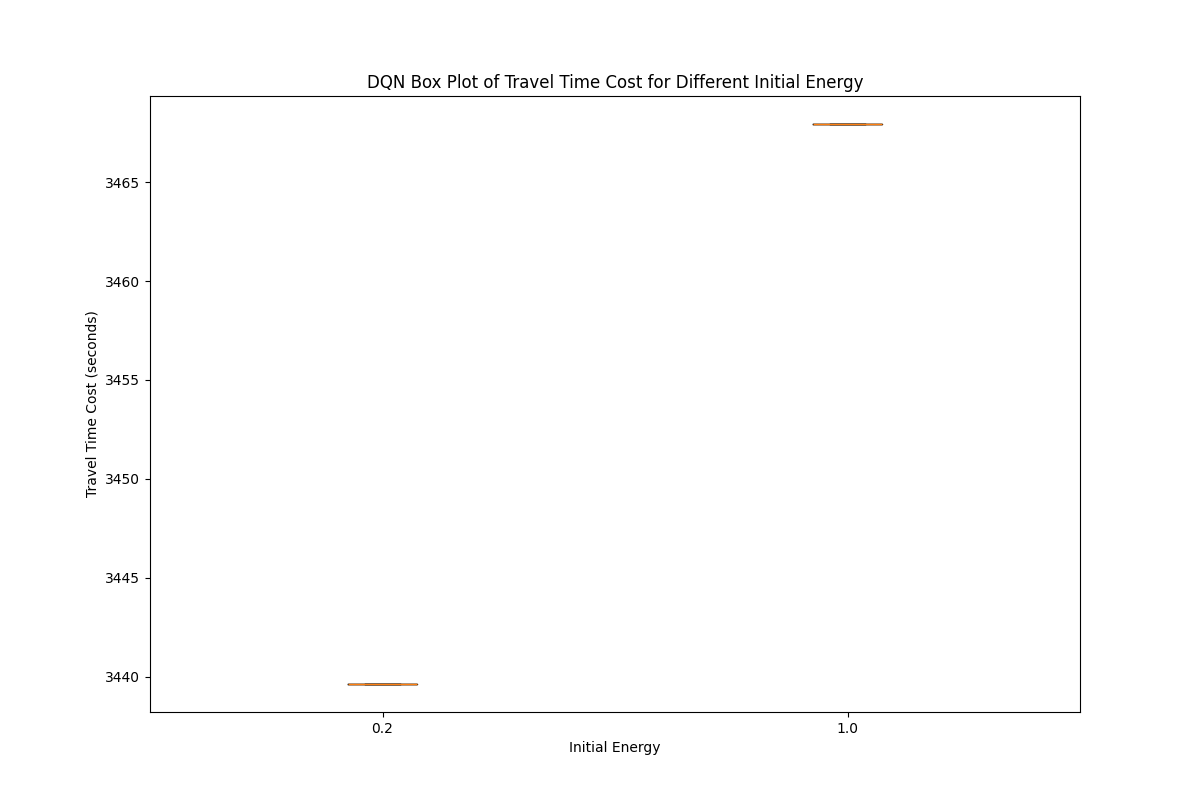 DQN Box Plot of Travel Time Cost for Different Initial Energy
Travel Time Cost (seconds)
3465
3460
3455
3450
3445
3440
0.2
1.0
Initial Energy